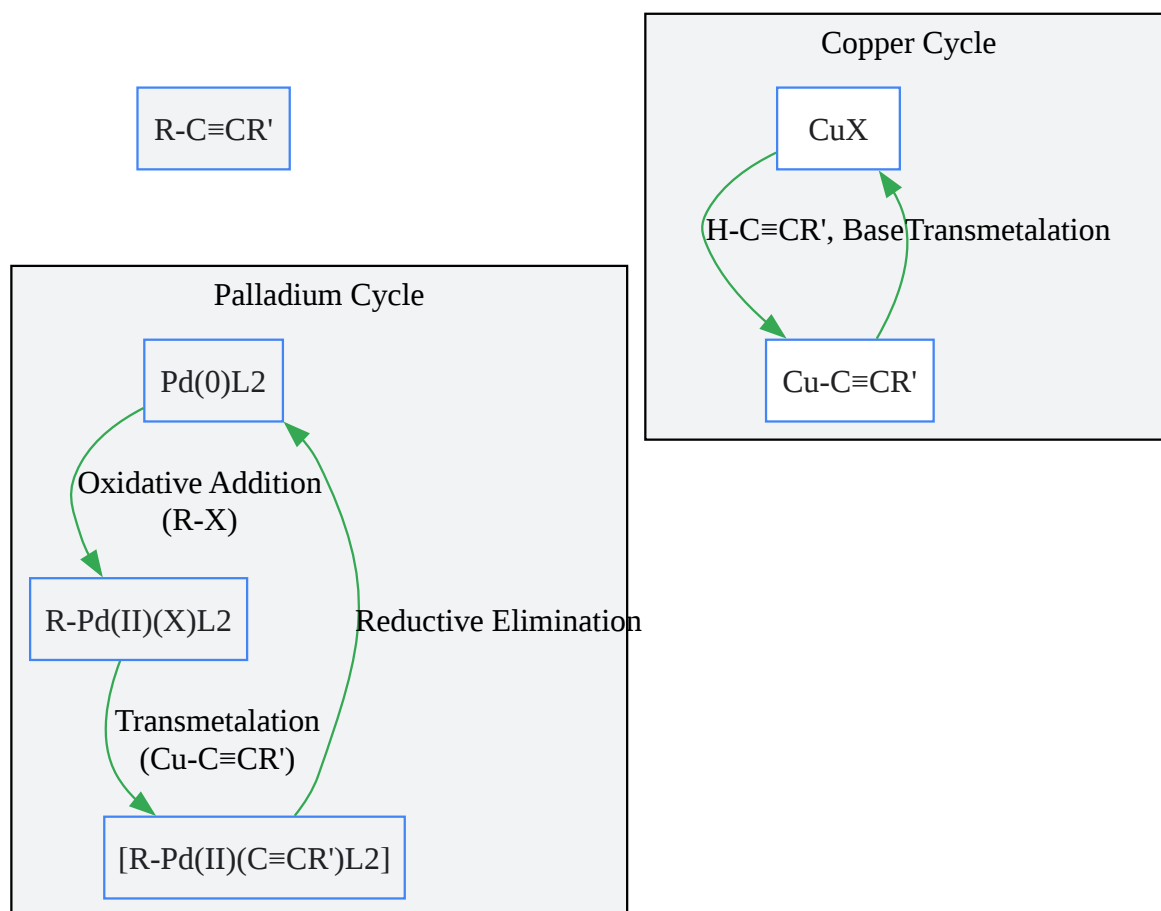 R-C≡CR'
Copper Cycle
CuX
H-C≡CR', Base
Transmetalation
Cu-C≡CR'
Palladium Cycle
Pd(0)L2
Oxidative Addition
(R-X)
R-Pd(II)(X)L2
Reductive Elimination
Transmetalation
(Cu-C≡CR')
[R-Pd(II)(C≡CR')L2]